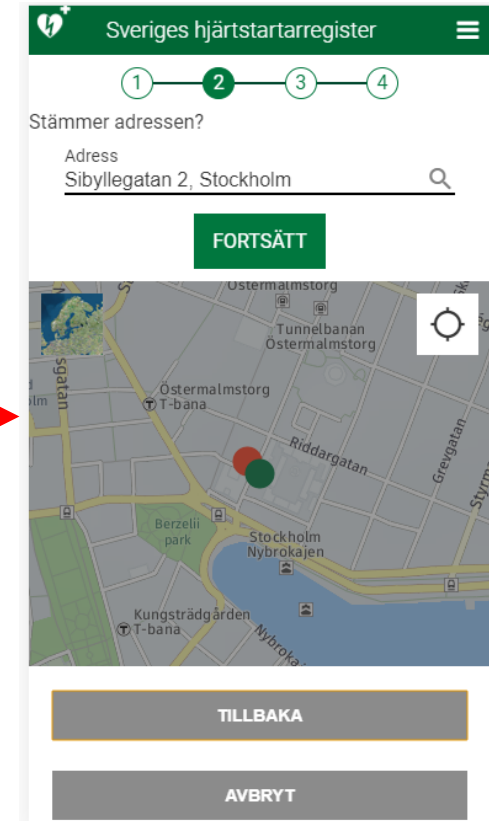 Sveriges hjärtstartarregister
1
2
3
4
Stämmer adressen?
Adress
Sibyllegatan 2, Stockholm
FORTSÄTT
Östermalmstorg
Tunnelbanan
Östermalmstorg
sgatan
Östermalmstorg
T-bana
Riddargatan
Grevgatan
Berzelii
park
Stockholm
Nybrokajen
Kungsträdgården
T-bana
TILLBAKA
AVBRYT